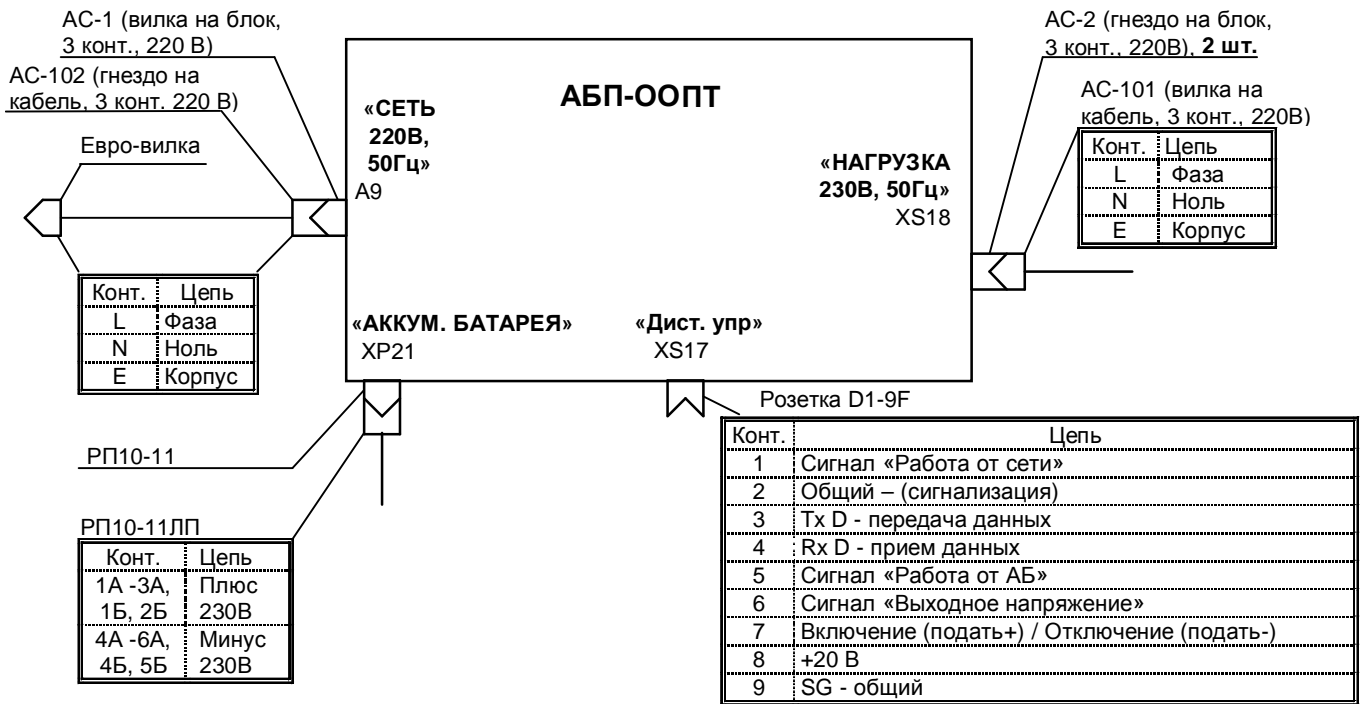 АС-1 (вилка на блок,
3 конт., 220 В)
АС-102 (гнездо на
кабель, 3 конт. 220 В)
Евро-вилка
АБП-ООПТ
«СЕТЬ
220В,
50Гц»
А9
«НАГРУЗКА
230В, 50Гц»
XS18
АС-2 (гнездо на блок,
3 конт., 220В), 2 шт.
АС-101 (вилка на
кабель, 3 конт., 220В)
Конт. Цепь
L Фаза
N Ноль
E Корпус
Конт. Цепь
L Фаза
N Ноль
E Корпус
«АККУМ. БАТАРЕЯ»
XP21
«Дист. упр»
XS17
РП10-11
РП10-11ЛП
Конт. Цепь
1А -3А, Плюс
1Б, 2Б 230В
4А -6А, Минус
4Б, 5Б 230В
Розетка D1-9F
Конт. Цепь
1 Сигнал «Работа от сети»
2 Общий – (сигнализация)
3 Tx D - передача данных
4 Rx D - прием данных
5 Сигнал «Работа от АБ»
6 Сигнал «Выходное напряжение»
7 Включение (подать+) / Отключение (подать-)
8 +20 В
9 SG - общий